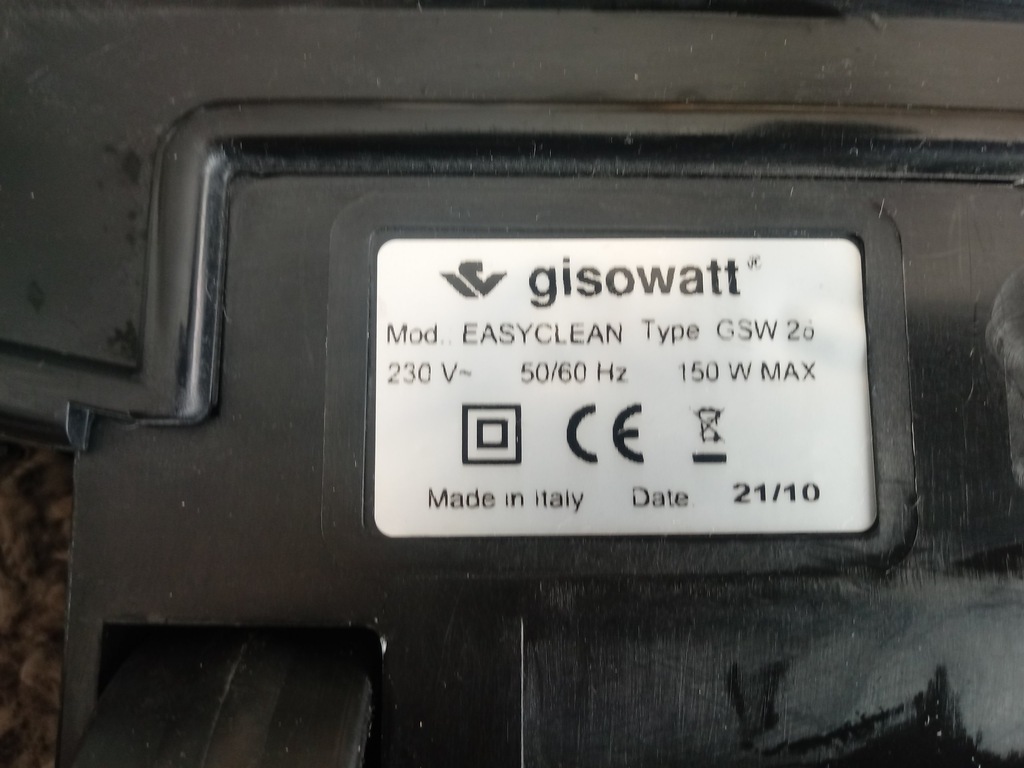 gisowatt®
Mod.. EASYCLEAN Type GSW 26
230 V~ 50/60 Hz 150 W MAX
CE
Made in Italy Date 21/10